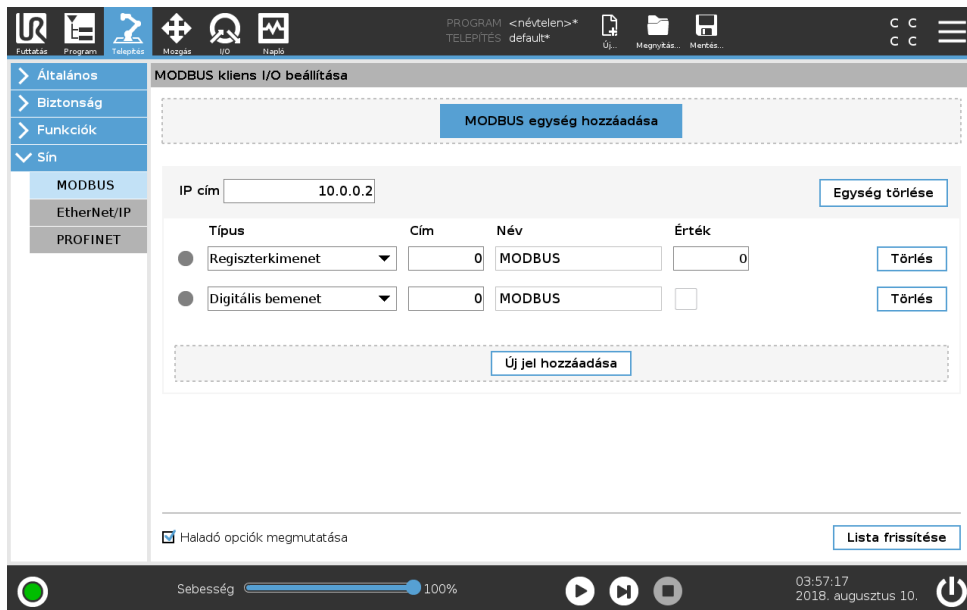 PROGRAM <névtelen>*
TELEPÍTÉS default*
Futtatás Program Telepítés Mozgás I/O Napló Új... Megnyitás... Mentés...
C C
C C
Általános
Biztonság
Funkciók
Sín
MODBUS
EtherNet/IP
PROFINET
MODBUS kliens I/O beállítása
MODBUS egység hozzáadása
IP cím 10.0.0.2 Egység törlése
Típus Cím Név Érték
Regiszterkimenet 0 MODBUS 0 Törlés
Digitális bemenet 0 MODBUS Törlés
Új jel hozzáadása
Haladó opciók megmutatása Lista frissítése
Sebesség 100%
03:57:17
2018. augusztus 10.